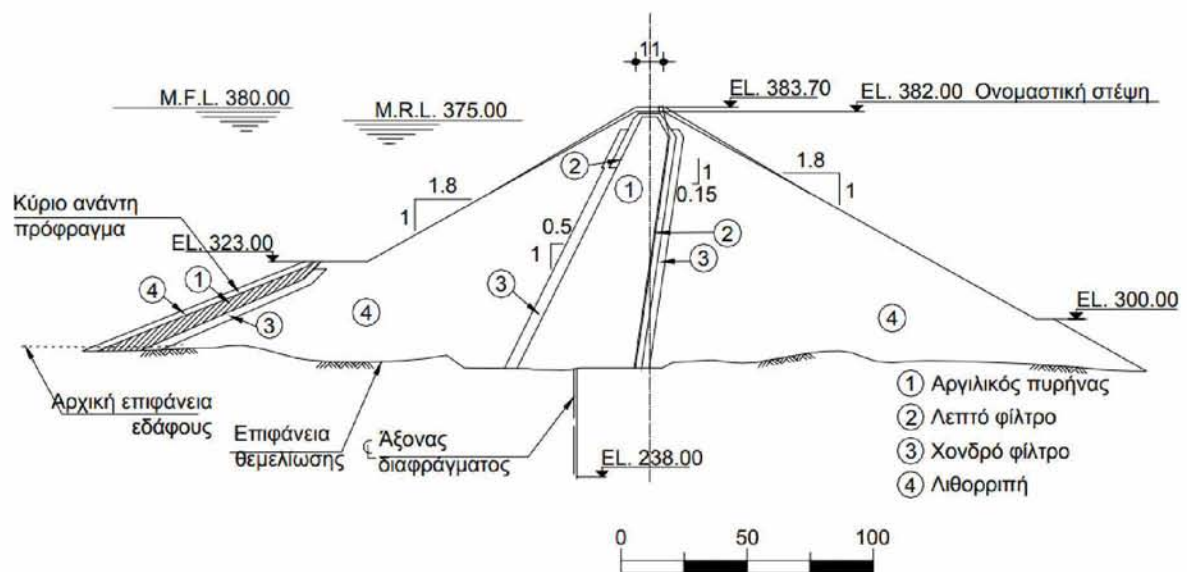 11
M.F.L. 380.00
M.R.L. 375.00
EL. 383.70
EL. 382.00 Ονομαστική στέψη
2
1
1
0.15
1.8
1
1.8
1
Κύριο ανάντη
πρόφραγμα
EL. 323.00
0.5
1
2
3
4
1
3
3
4
4
EL. 300.00
Αρχική επιφάνεια
εδάφους
Επιφάνεια
θεμελίωσης
℄ Άξονας
διαφράγματος
EL. 238.00
1 Αργιλικός πυρήνας
2 Λεπτό φίλτρο
3 Χονδρό φίλτρο
4 Λιθορριπή
0 50 100